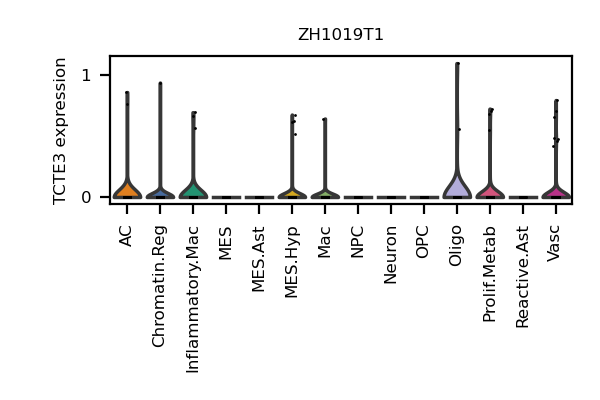 ZH1019T1
TCTE3 expression
1
0
AC
Chromatin.Reg
Inflammatory.Mac
MES
MES.Ast
MES.Hyp
Mac
NPC
Neuron
OPC
Oligo
Prolif.Metab
Reactive.Ast
Vasc